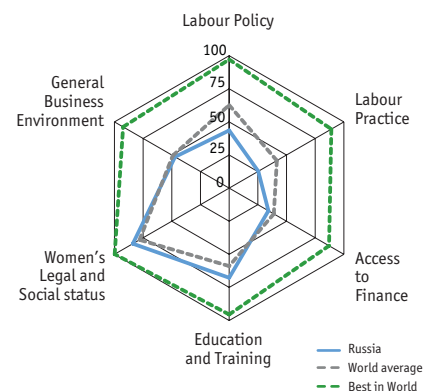 Labour Policy
100
75
50
25
0
General
Business
Environment
Labour
Practice
Women's
Legal and
Social status
Access
to
Finance
Education
and Training
Russia
World average
Best in World